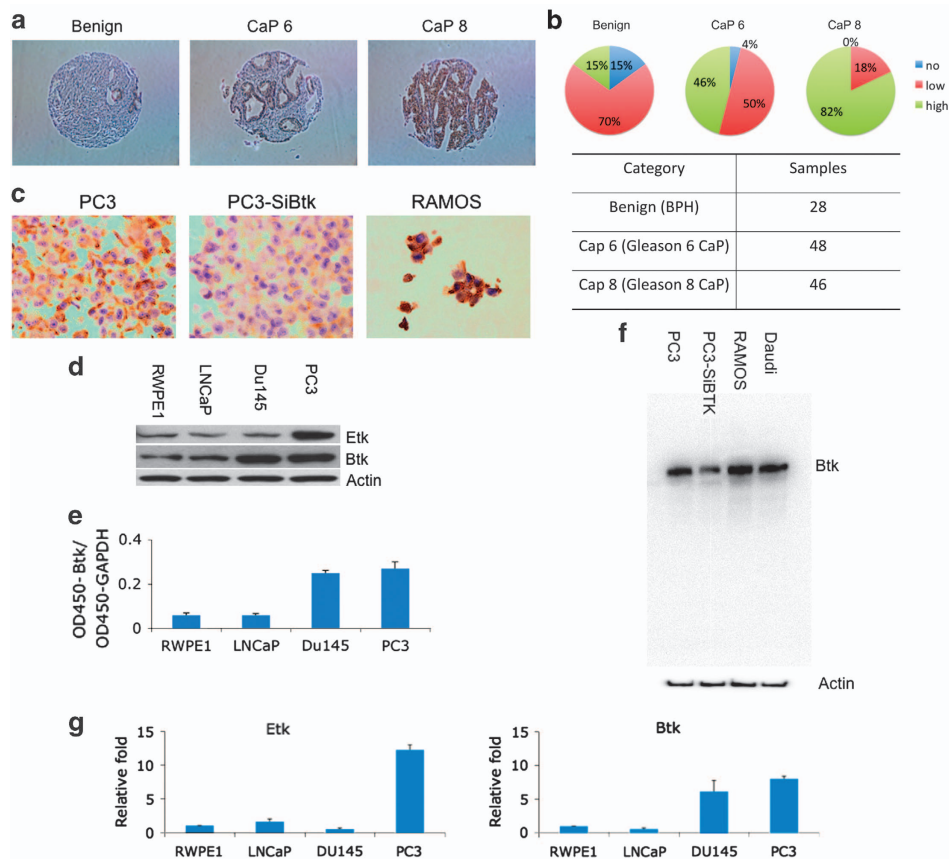 a
Benign
CaP 6
CaP 8
b
Benign
CaP 6
CaP 8
15%
15%
70%
4%
46%
50%
0%
18%
82%
no
low
high
Category Samples
Benign (BPH) 28
Cap 6 (Gleason 6 CaP) 48
Cap 8 (Gleason 8 CaP) 46
c
PC3
PC3-SiBtk
RAMOS
d
RWPE1
LNCaP
Du145
PC3
Etk
Btk
Actin
e
OD450-Btk/
OD450-GAPDH
0.4
0.2
0
RWPE1 LNCaP Du145 PC3
f
PC3
PC3-SiBTK
RAMOS
Daudi
Btk
Actin
g
Etk
Relative fold
15
10
5
0
RWPE1 LNCaP DU145 PC3
Btk
Relative fold
15
10
5
0
RWPE1 LNCaP DU145 PC3